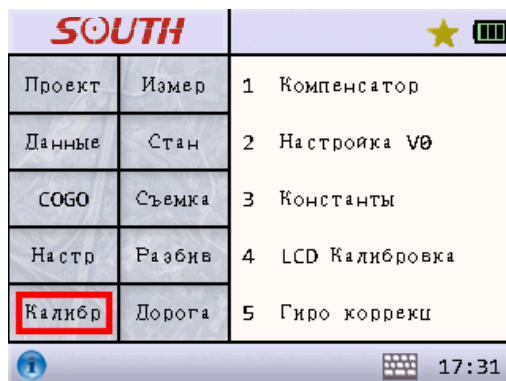 SOUTH
Проект Измер
Данные Стан
COGO Съемка
Настр Разбив
Калибр Дорога
1 Компенсатор
2 Настройка V0
3 Константы
4 LCD Калибровка
5 Гиро коррекц
17:31